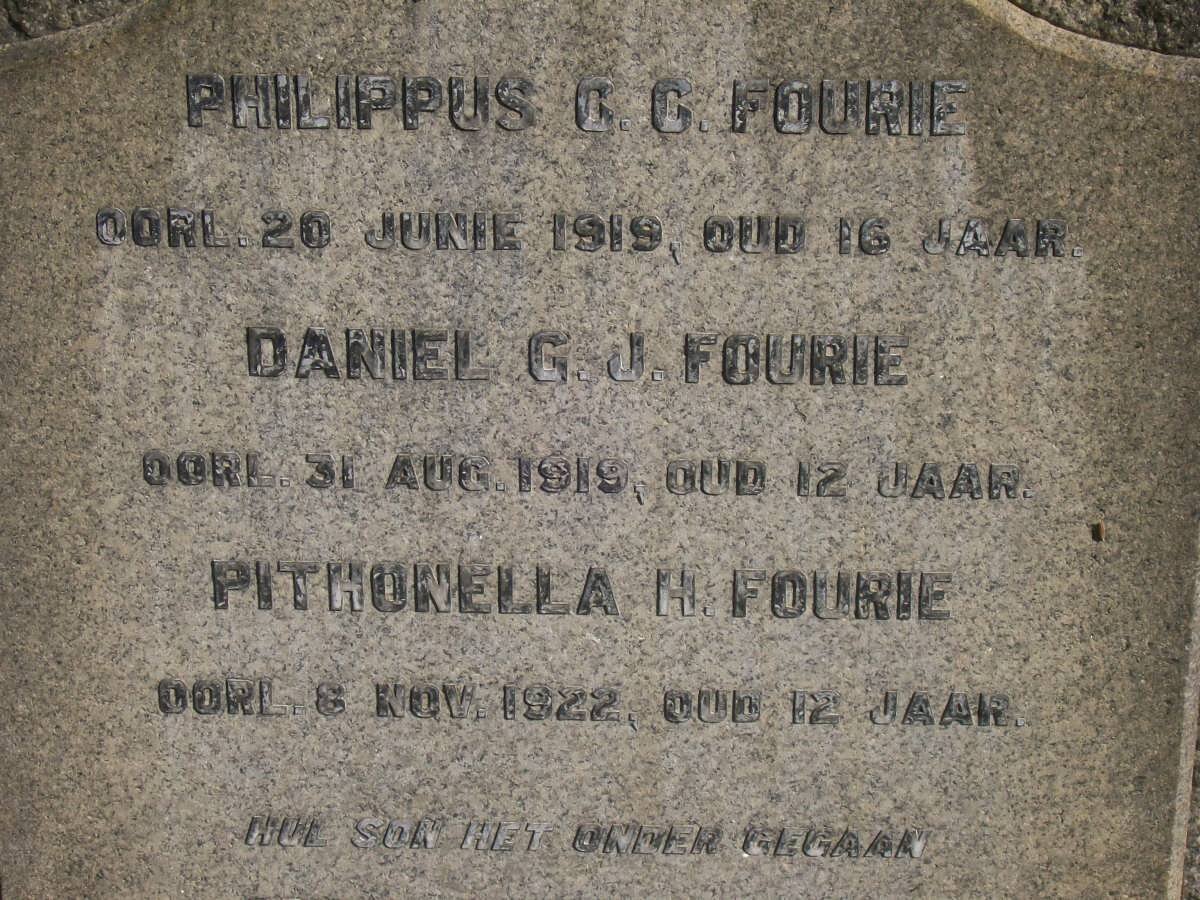 PHILIPPUS G. G. FOURIE
OORL. 20 JUNIE 1919, OUD 16 JAAR.
DANIEL G. J. FOURIE
OORL. 31 AUG. 1919, OUD 12 JAAR.
PITHONELLA H. FOURIE
OORL. 8 NOV. 1922, OUD 12 JAAR.
HUL SON HET ONDER GEGAAN